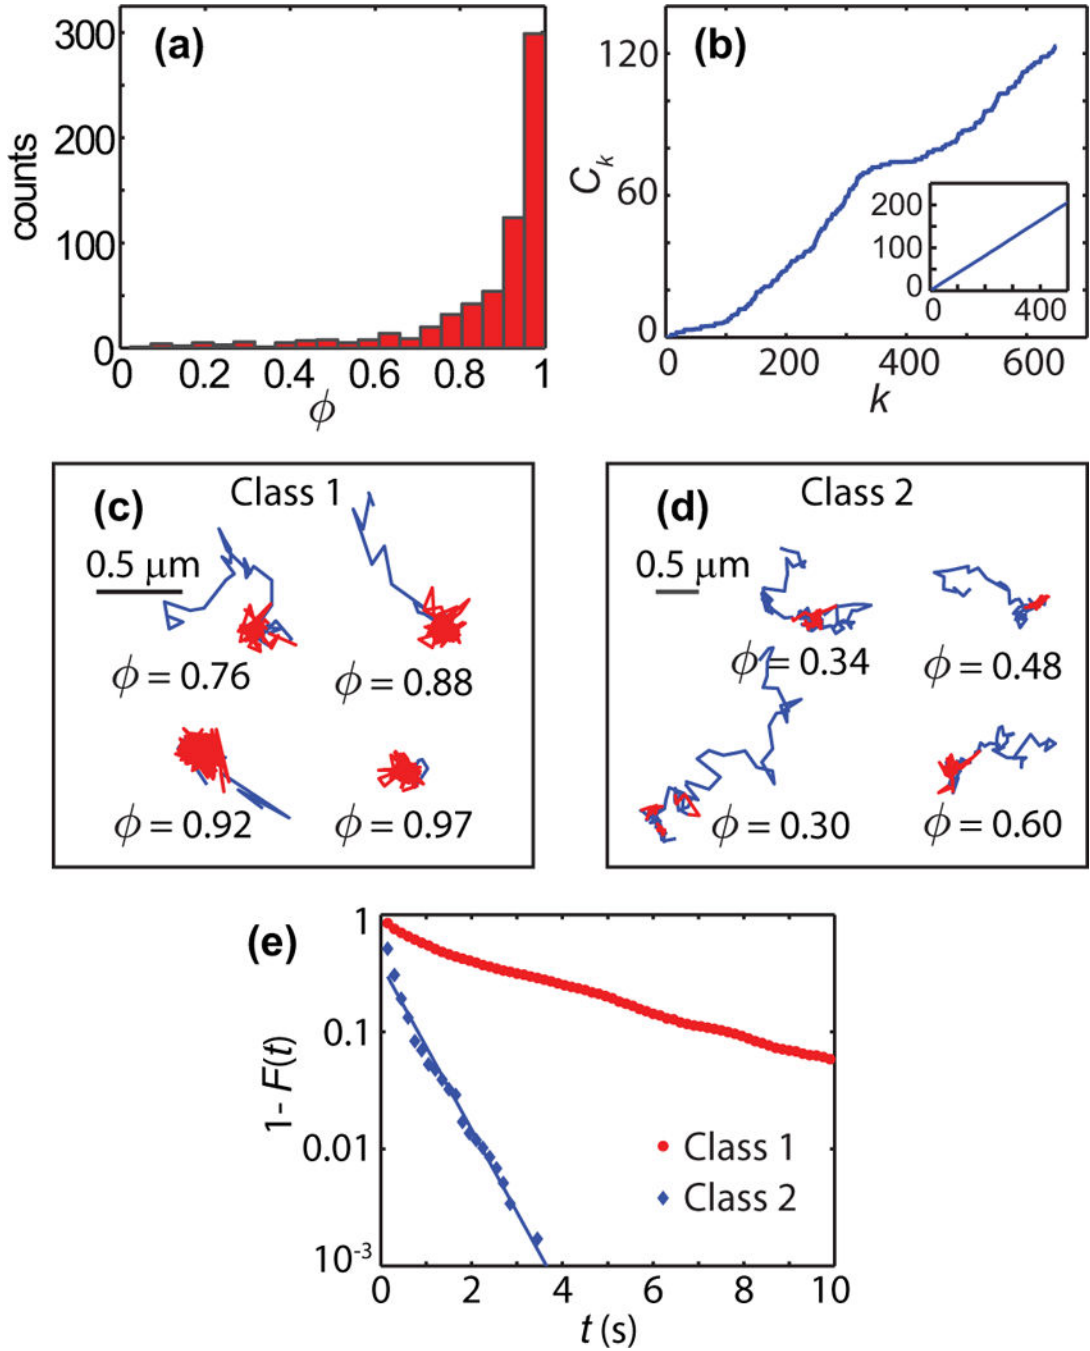 (a)
300
200
100
0
counts
0 0.2 0.4 0.6 0.8 1
ϕ
(b)
120
60
0
C_k
200
100
0
0 400
0 200 400 600
k
(c)
Class 1
0.5 μm
ϕ = 0.76
ϕ = 0.88
ϕ = 0.92
ϕ = 0.97
(d)
Class 2
0.5 μm
ϕ = 0.34
ϕ = 0.48
ϕ = 0.30
ϕ = 0.60
(e)
1
0.1
0.01
10^-3
1- F(t)
Class 1
Class 2
0 2 4 6 8 10
t (s)